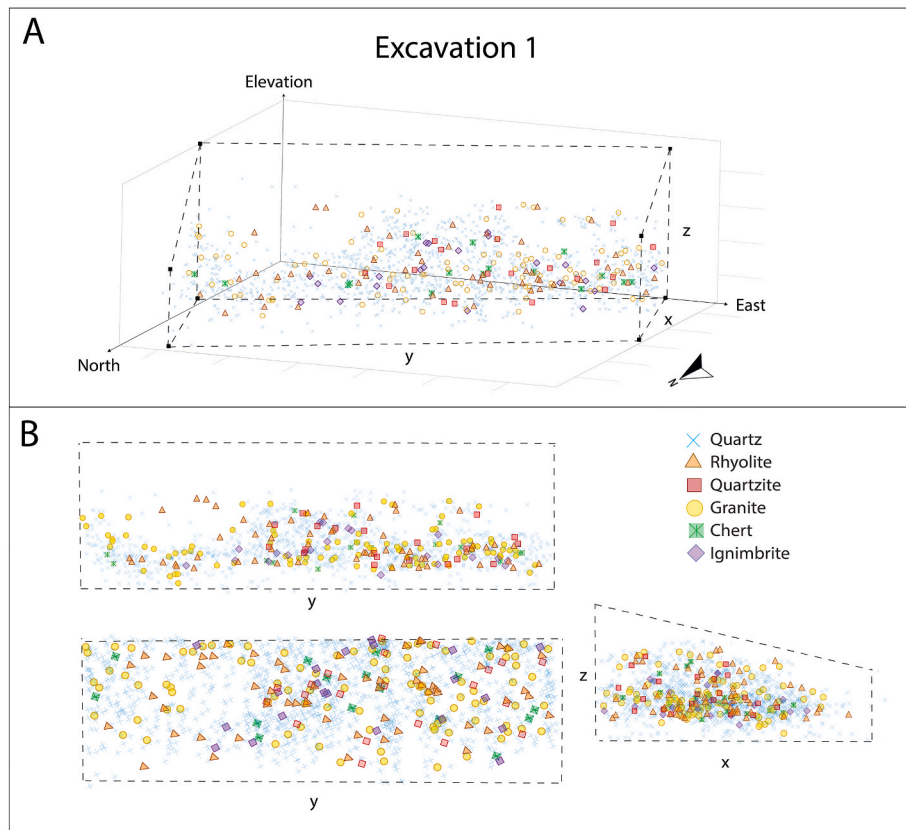 A
Excavation 1
Elevation
z
East
x
North
y
N
B
Quartz
Rhyolite
Quartzite
Granite
Chert
Ignimbrite
y
z
x
y